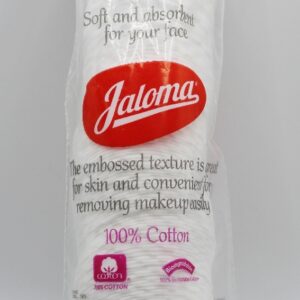 Soft and absorbent
for your face
Jaloma
The embossed texture is great
for skin and convenient for
removing makeup easily
100% Cotton
cotton
100% COTTON